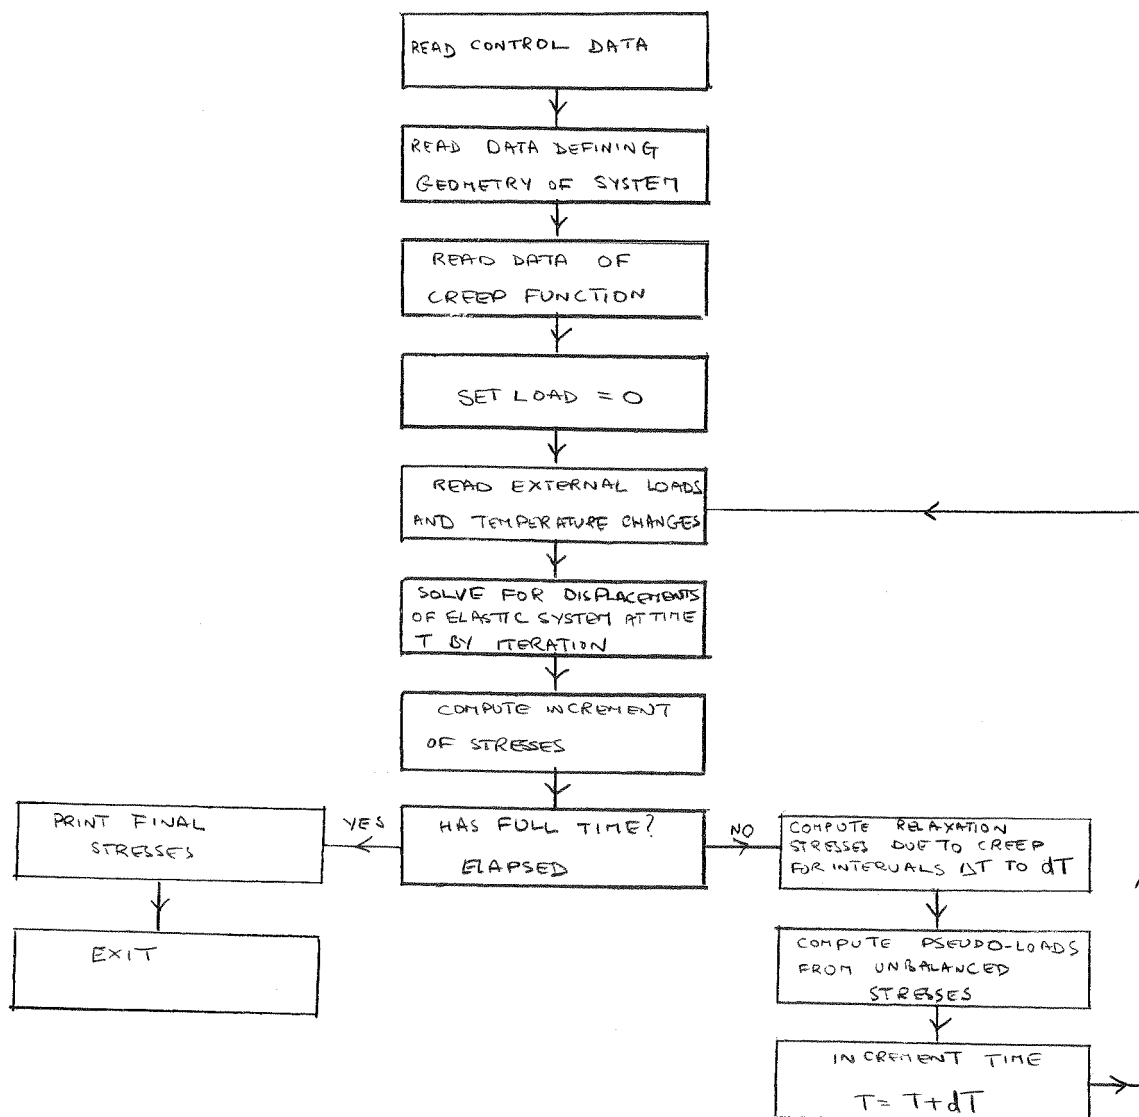 READ CONTROL DATA
READ DATA DEFINING
GEOMETRY OF SYSTEM
READ DATA OF
CREEP FUNCTION
SET LOAD = 0
READ EXTERNAL LOADS
AND TEMPERATURE CHANGES
SOLVE FOR DISPLACEMENTS
OF ELASTIC SYSTEM AT TIME
T BY ITERATION
COMPUTE INCREMENT
OF STRESSES
HAS FULL TIME?
ELAPSED
YES
PRINT FINAL
STRESSES
EXIT
NO
COMPUTE RELAXATION
STRESSES DUE TO CREEP
FOR INTERVALS ΔT TO dT
COMPUTE PSEUDO-LOADS
FROM UNBALANCED
STRESSES
INCREMENT TIME
T = T + dT